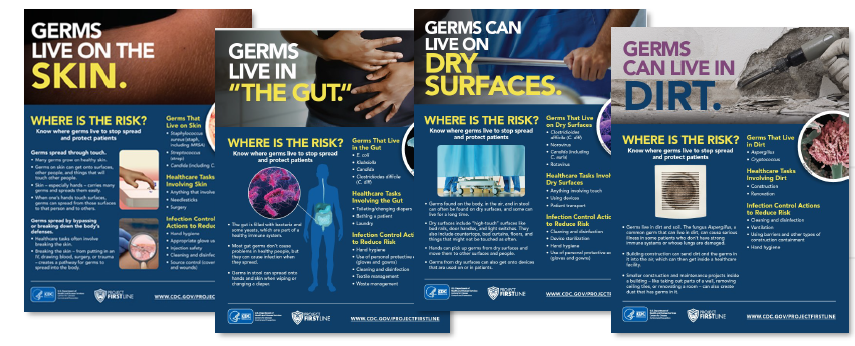 GERMS
LIVE ON THE
SKIN.
WHERE IS THE RISK?
Know where germs live to stop spread
and protect patients
Germs spread through touch.
• Many germs grow on healthy skin.
• Germs on skin can get onto surfaces,
other people, and things that will
touch other people.
• Skin – especially hands – carries many
germs and spreads them easily.
• When one's hands touch surfaces,
germs can spread from those surfaces
to that person and to others.
Germs spread by bypassing
or breaking down the body's
defenses.
• Healthcare tasks often involve
breaking the skin.
• Breaking the skin – from putting in an
IV, drawing blood, surgery, or trauma
– creates a pathway for germs to
spread into the body.
Germs That
Live on Skin
• Staphylococcus
aureus (staph,
including MRSA)
• Streptococcus
(strep)
• Candida (including C.
Healthcare Tasks
Involving Skin
• Anything that involve
• Needlesticks
• Surgery
Infection Control
Actions to Reduc
• Hand hygiene
• Appropriate glove us
• Injection safety
• Cleaning and disinfe
• Source control (cover
and wounds)
CDC
PROJECT
FIRSTLINE
WWW.CDC.GOV/PROJEC
GERMS
LIVE IN
"THE GUT."
WHERE IS THE RISK?
Know where germs live to stop spread
and protect patients
• The gut is filled with bacteria and
some yeasts, which are part of a
healthy immune system.
• Most gut germs don't cause
problems in healthy people, but
they can cause infection when
they spread.
• Germs in stool can spread onto
hands and skin when wiping or
changing a diaper.
Germs That Live
in the Gut
• E. coli
• Klebsiella
• Candida
• Clostridioides difficile
(C. diff)
Healthcare Tasks
Involving the Gut
• Toileting/changing diapers
• Bathing a patient
• Laundry
Infection Control Act
to Reduce Risk
• Hand hygiene
• Use of personal protective
(gloves and gowns)
• Cleaning and disinfection
• Textile management
• Waste management
CDC
PROJECT
FIRSTLINE
WWW.CDC.GOV/PROJECTFIRSTLINE
GERMS CAN
LIVE ON
DRY
SURFACES.
WHERE IS THE RISK?
Know where germs live to stop spread
and protect patients
• Germs found on the body, in the air, and in stool
can often be found on dry surfaces, and some can
live for a long time.
• Dry surfaces include "high-touch" surfaces like
bed rails, door handles, and light switches. They
also include countertops, bed curtains, floors, and
things that might not be touched as often.
• Hands can pick up germs from dry surfaces and
move them to other surfaces and people.
• Germs from dry surfaces can also get onto devices
that are used on or in patients.
Germs That Live
on Dry Surfaces
• Clostridioides
difficile (C. diff)
• Norovirus
• Candida (including
C. auris)
• Rotavirus
Healthcare Tasks Involv
Dry Surfaces
• Anything involving touch
• Using devices
• Patient transport
Infection Control Actic
to Reduce Risk
• Hand hygiene
• Cleaning and disinfection
• Device sterilization
• Use of personal protective ec
(gloves and gowns)
CDC
PROJECT
FIRSTLINE
WWW.CDC.GOV/PROJECTF
GERMS
CAN LIVE IN
DIRT.
WHERE IS THE RISK?
Know where germs live to stop spread
and protect patients
• Germs live in dirt and soil. The fungus Aspergillus, a
common germ that can live in dirt, can cause serious
illness in some patients who don't have strong
immune systems or whose lungs are damaged.
• Building construction can send dirt and the germs in
it into the air, which can then get inside a healthcare
facility.
• Smaller construction and maintenance projects inside
a building – like taking out parts of a wall, removing
ceiling tiles, or renovating a room – can also create
dust that has germs in it.
Germs That Live
in Dirt
• Aspergillus
• Cryptococcus
Healthcare Tasks
Involving Dirt
• Construction
• Renovation
Infection Control Actions
to Reduce Risk
• Cleaning and disinfection
• Ventilation
• Using barriers and other types of
construction containment
• Hand hygiene
CDC
PROJECT
FIRSTLINE
WWW.CDC.GOV/PROJECTFIRSTLINE